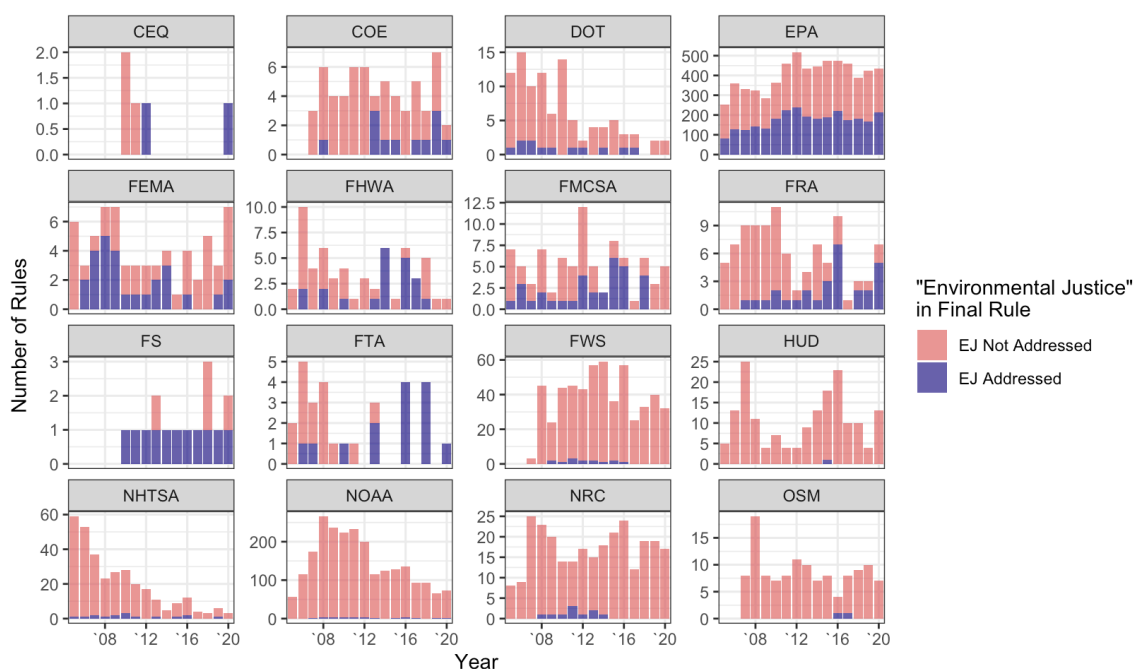 CEQ COE DOT EPA
2.0 1.5 1.0 0.5 0.0
6 4 2 0
15 10 5 0
500 400 300 200 100 0
FEMA FHWA FMCSA FRA
6 4 2 0
10.0 7.5 5.0 2.5 0.0
12.5 10.0 7.5 5.0 2.5 0.0
9 6 3 0
FS FTA FWS HUD
3 2 1 0
5 4 3 2 1 0
60 40 20 0
25 20 15 10 5 0
NHTSA NOAA NRC OSM
60 40 20 0
200 100 0
25 20 15 10 5 0
15 10 5 0
`08 `12 `16 `20 `08 `12 `16 `20 `08 `12 `16 `20 `08 `12 `16 `20
Year
Number of Rules
"Environmental Justice"
in Final Rule
EJ Not Addressed
EJ Addressed